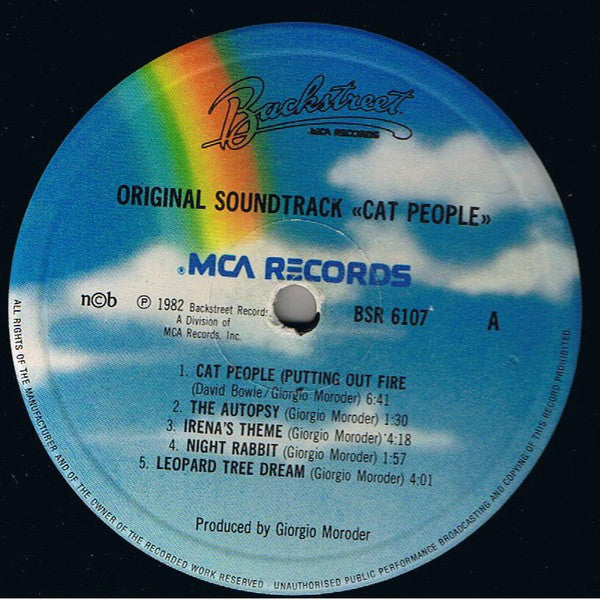 Backstreet
MCA RECORDS
ORIGINAL SOUNDTRACK «CAT PEOPLE»
®MCA RECORDS
n©b ℗ 1982 Backstreet Records
A Division of
MCA Records, Inc.
BSR 6107
A
1. CAT PEOPLE (PUTTING OUT FIRE
(David Bowie/Giorgio Moroder) 6:41
2. THE AUTOPSY (Giorgio Moroder) 1:30
3. IRENA'S THEME (Giorgio Moroder) 4:18
4. NIGHT RABBIT (Giorgio Moroder) 1:57
5. LEOPARD TREE DREAM (Giorgio Moroder) 4:01
Produced by Giorgio Moroder
ALL RIGHTS OF THE MANUFACTURER AND OF THE OWNER OF THE RECORDED WORK RESERVED · UNAUTHORISED PUBLIC PERFORMANCE BROADCASTING AND COPYING OF THIS RECORD PROHIBITED